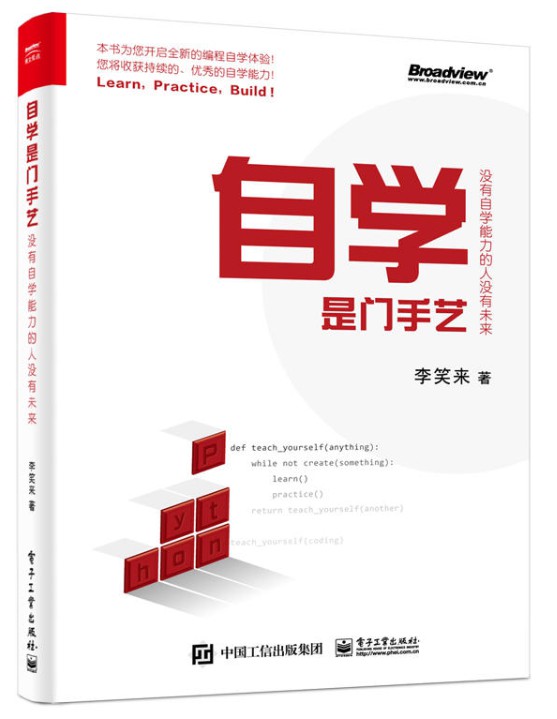 本书为您开启全新的编程自学体验!
您将收获持续的、优秀的自学能力!
Learn, Practice, Build!
Broadview®
www.broadview.com.cn
自学
是门手艺
没有自学能力的人没有未来
李笑来 著
P
yt
hon
def teach_yourself(anything):
while not create(something):
learn()
practice()
return teach_yourself(another)
teach_yourself(coding)
中国工信出版集团
电子工业出版社
PUBLISHING HOUSE OF ELECTRONICS INDUSTRY
http://www.phei.com.cn
Broadview
自学是门手艺
没有自学能力的人没有未来
李笑来 著
电子工业出版社